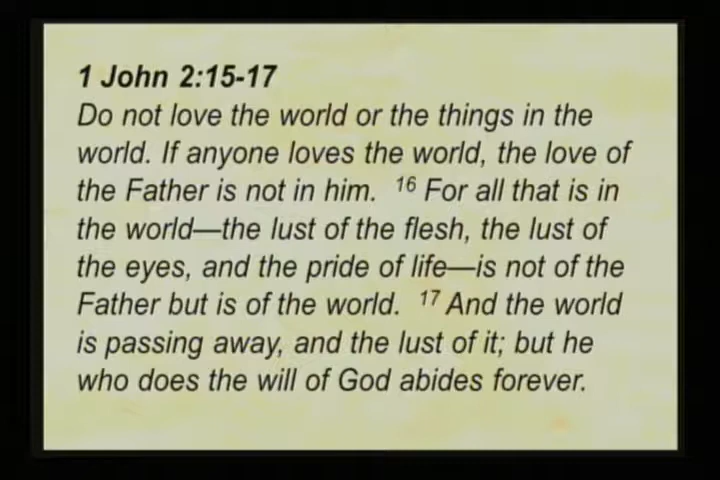 1 John 2:15-17
Do not love the world or the things in the
world. If anyone loves the world, the love of
the Father is not in him. 16 For all that is in
the world—the lust of the flesh, the lust of
the eyes, and the pride of life—is not of the
Father but is of the world. 17 And the world
is passing away, and the lust of it; but he
who does the will of God abides forever.